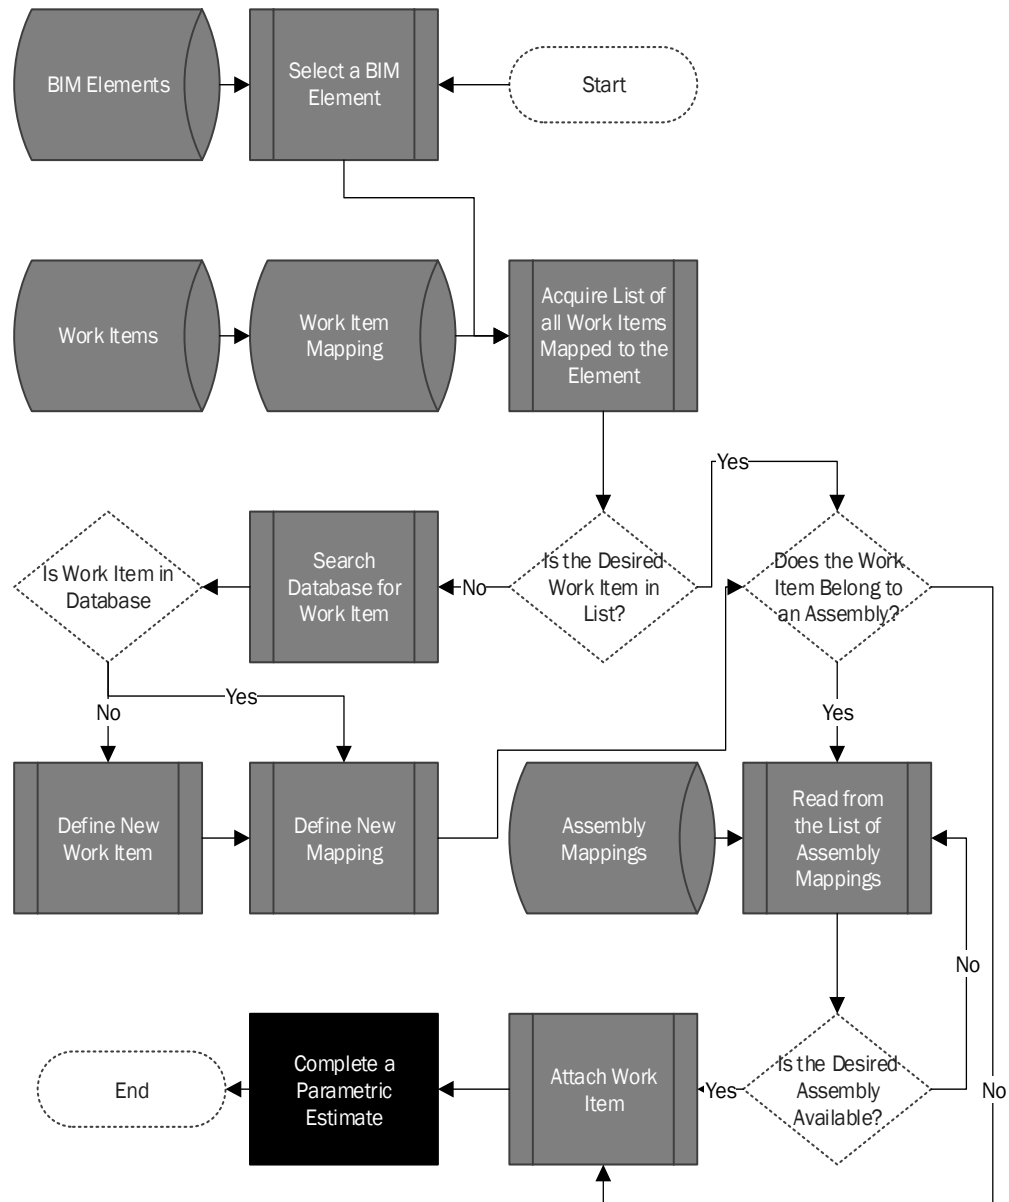 BIM Elements
Select a BIM
Element
Start
Work Items
Work Item
Mapping
Acquire List of
all Work Items
Mapped to the
Element
Yes
Is Work Item in
Database
Search
Database for
Work Item
No
Is the Desired
Work Item in
List?
Does the Work
Item Belong to
an Assembly?
No
Yes
Yes
Define New
Work Item
Define New
Mapping
Assembly
Mappings
Read from
the List of
Assembly
Mappings
No
End
Complete a
Parametric
Estimate
Attach Work
Item
Yes
Is the Desired
Assembly
Available?
No